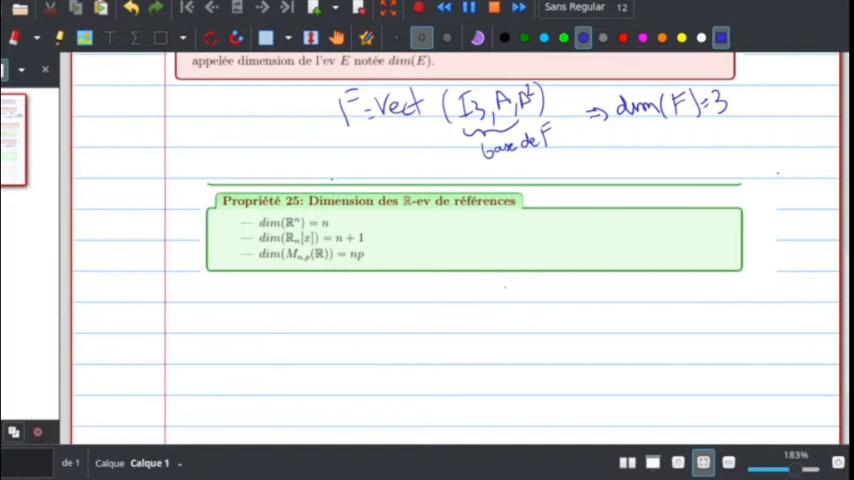 Sans Regular 12
appelée dimension de l'ev E notée dim(E).
F=Vect (I3,A,A²) => dim(F)=3
base de F
Propriété 25: Dimension des ℝ-ev de références
— dim(ℝⁿ) = n
— dim(ℝₙ[x]) = n + 1
— dim(Mₙ,ₚ(ℝ)) = np
de 1 Calque Calque 1
183%